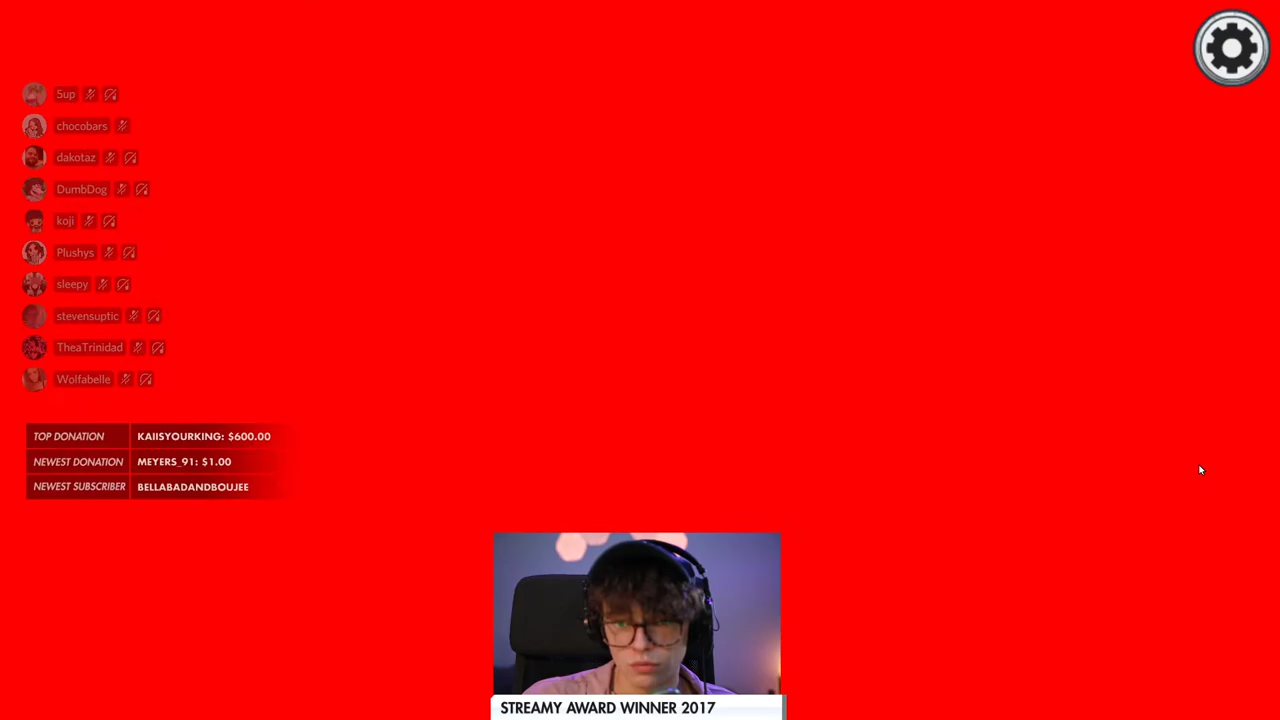 5up
chocobars
dakotaz
DumbDog
koji
Plushys
sleepy
stevensuptic
TheaTrinidad
Wolfabelle
TOP DONATION KAIISYOURKING: $600.00
NEWEST DONATION MEYERS_91: $1.00
NEWEST SUBSCRIBER BELLABADANDBOUJEE
STREAMY AWARD WINNER 2017